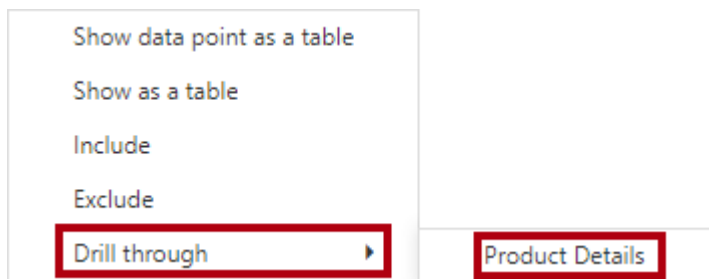 Show data point as a table
Show as a table
Include
Exclude
Drill through
Product Details